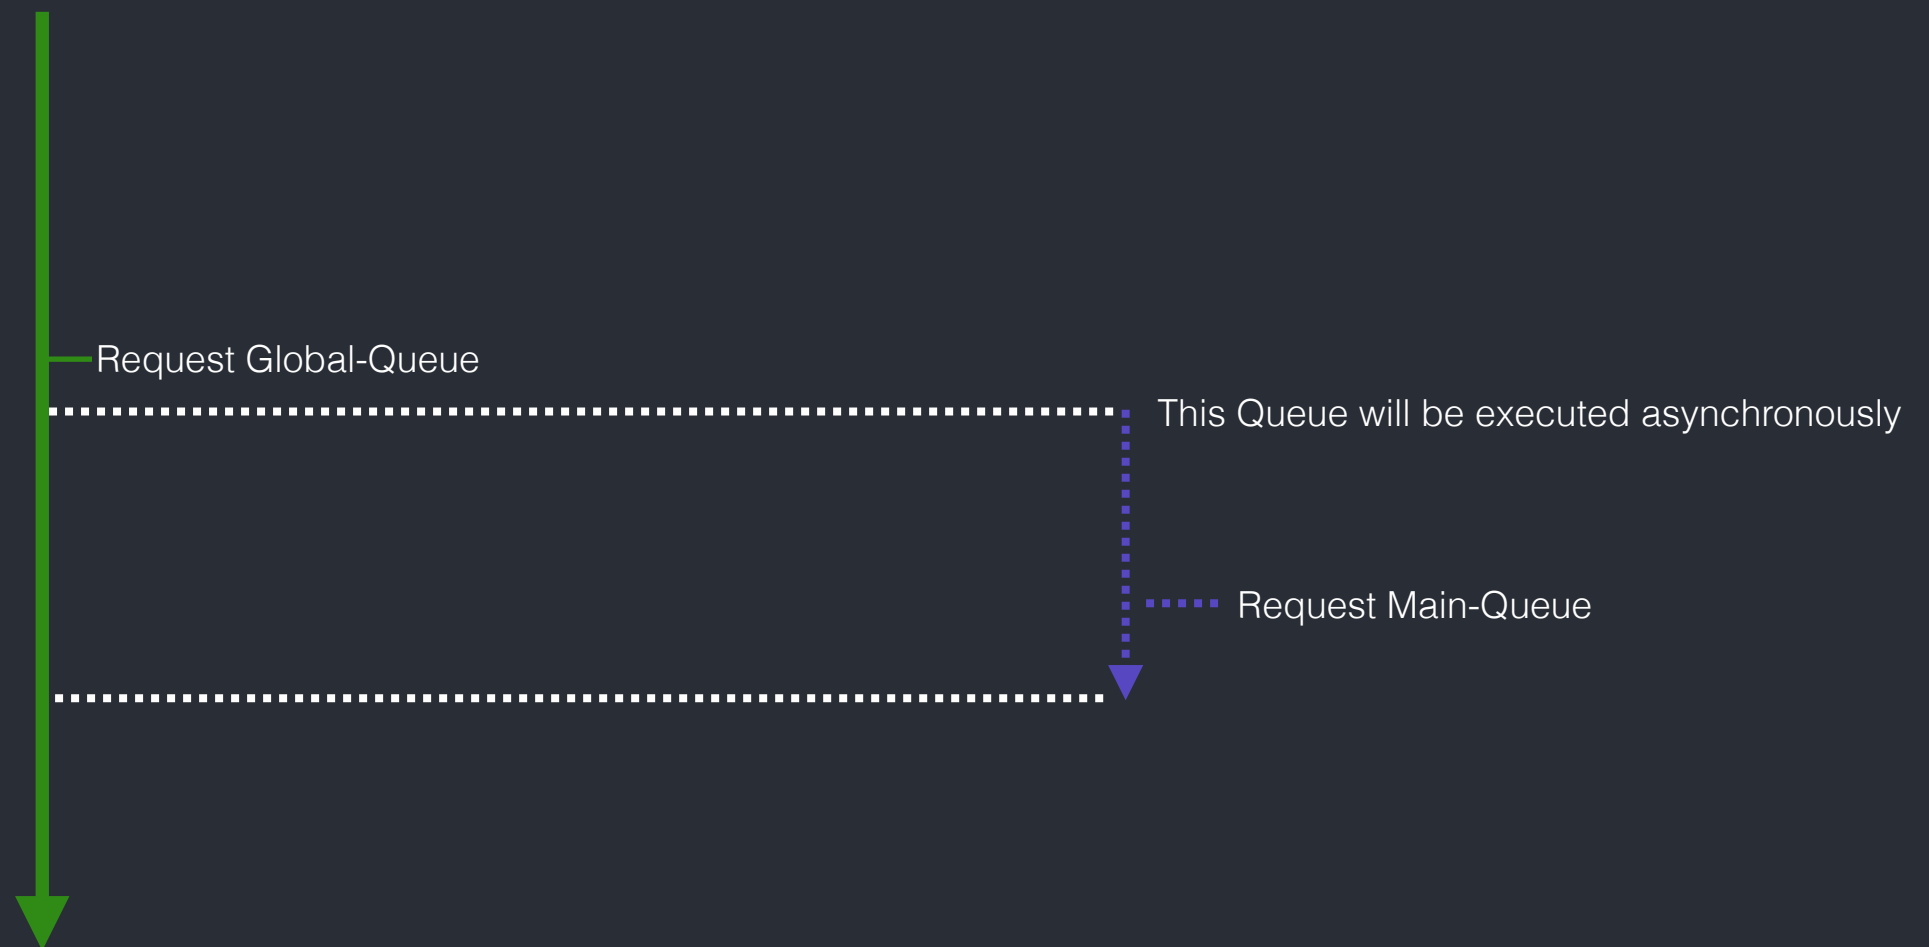 Request Global-Queue
This Queue will be executed asynchronously
Request Main-Queue